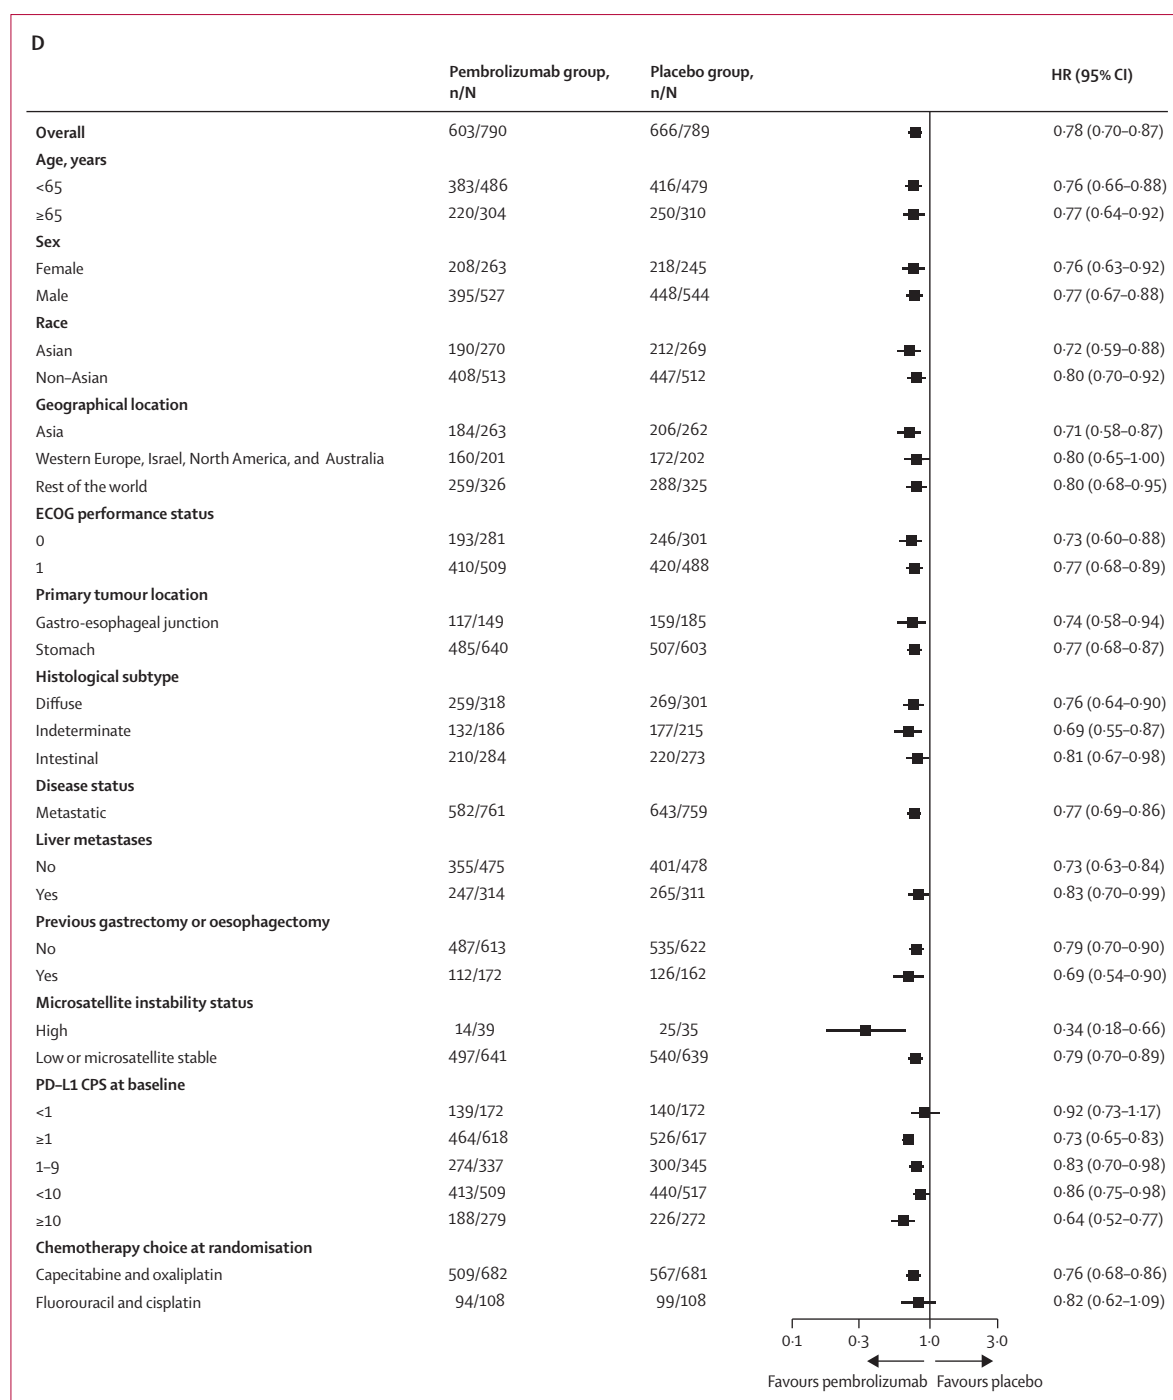 D
Pembrolizumab group, n/N Placebo group, n/N HR (95% CI)
Overall 603/790 666/789 0·78 (0·70–0·87)
Age, years
<65 383/486 416/479 0·76 (0·66–0·88)
≥65 220/304 250/310 0·77 (0·64–0·92)
Sex
Female 208/263 218/245 0·76 (0·63–0·92)
Male 395/527 448/544 0·77 (0·67–0·88)
Race
Asian 190/270 212/269 0·72 (0·59–0·88)
Non–Asian 408/513 447/512 0·80 (0·70–0·92)
Geographical location
Asia 184/263 206/262 0·71 (0·58–0·87)
Western Europe, Israel, North America, and Australia 160/201 172/202 0·80 (0·65–1·00)
Rest of the world 259/326 288/325 0·80 (0·68–0·95)
ECOG performance status
0 193/281 246/301 0·73 (0·60–0·88)
1 410/509 420/488 0·77 (0·68–0·89)
Primary tumour location
Gastro-esophageal junction 117/149 159/185 0·74 (0·58–0·94)
Stomach 485/640 507/603 0·77 (0·68–0·87)
Histological subtype
Diffuse 259/318 269/301 0·76 (0·64–0·90)
Indeterminate 132/186 177/215 0·69 (0·55–0·87)
Intestinal 210/284 220/273 0·81 (0·67–0·98)
Disease status
Metastatic 582/761 643/759 0·77 (0·69–0·86)
Liver metastases
No 355/475 401/478 0·73 (0·63–0·84)
Yes 247/314 265/311 0·83 (0·70–0·99)
Previous gastrectomy or oesophagectomy
No 487/613 535/622 0·79 (0·70–0·90)
Yes 112/172 126/162 0·69 (0·54–0·90)
Microsatellite instability status
High 14/39 25/35 0·34 (0·18–0·66)
Low or microsatellite stable 497/641 540/639 0·79 (0·70–0·89)
PD–L1 CPS at baseline
<1 139/172 140/172 0·92 (0·73–1·17)
≥1 464/618 526/617 0·73 (0·65–0·83)
1–9 274/337 300/345 0·83 (0·70–0·98)
<10 413/509 440/517 0·86 (0·75–0·98)
≥10 188/279 226/272 0·64 (0·52–0·77)
Chemotherapy choice at randomisation
Capecitabine and oxaliplatin 509/682 567/681 0·76 (0·68–0·86)
Fluorouracil and cisplatin 94/108 99/108 0·82 (0·62–1·09)
0·1 0·3 1·0 3·0
Favours pembrolizumab Favours placebo